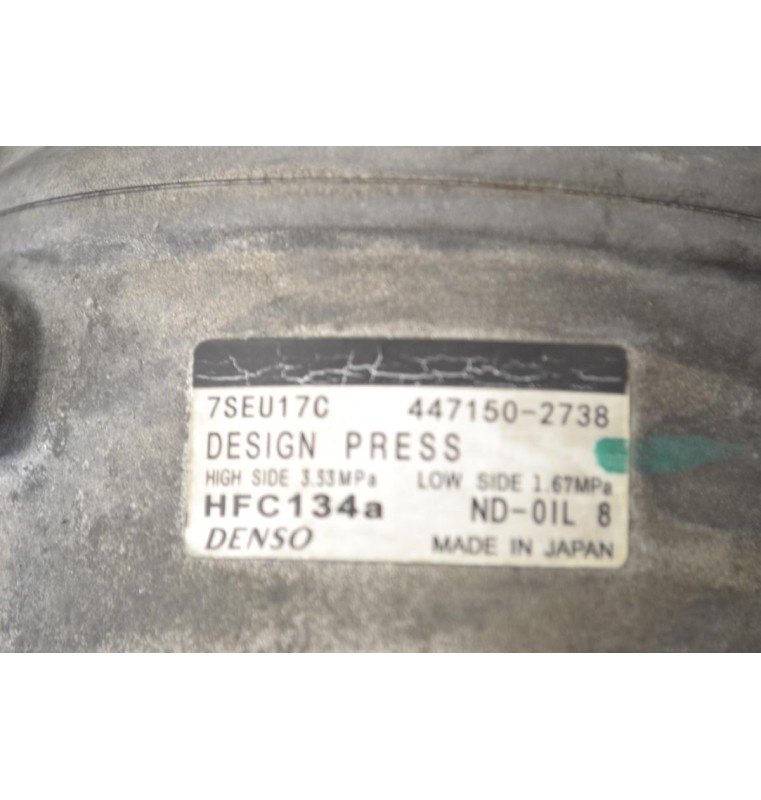 7SEU17C 447150-2738
DESIGN PRESS
HIGH SIDE 3.53MPa LOW SIDE 1.67MPa
HFC134a ND-OIL 8
DENSO MADE IN JAPAN